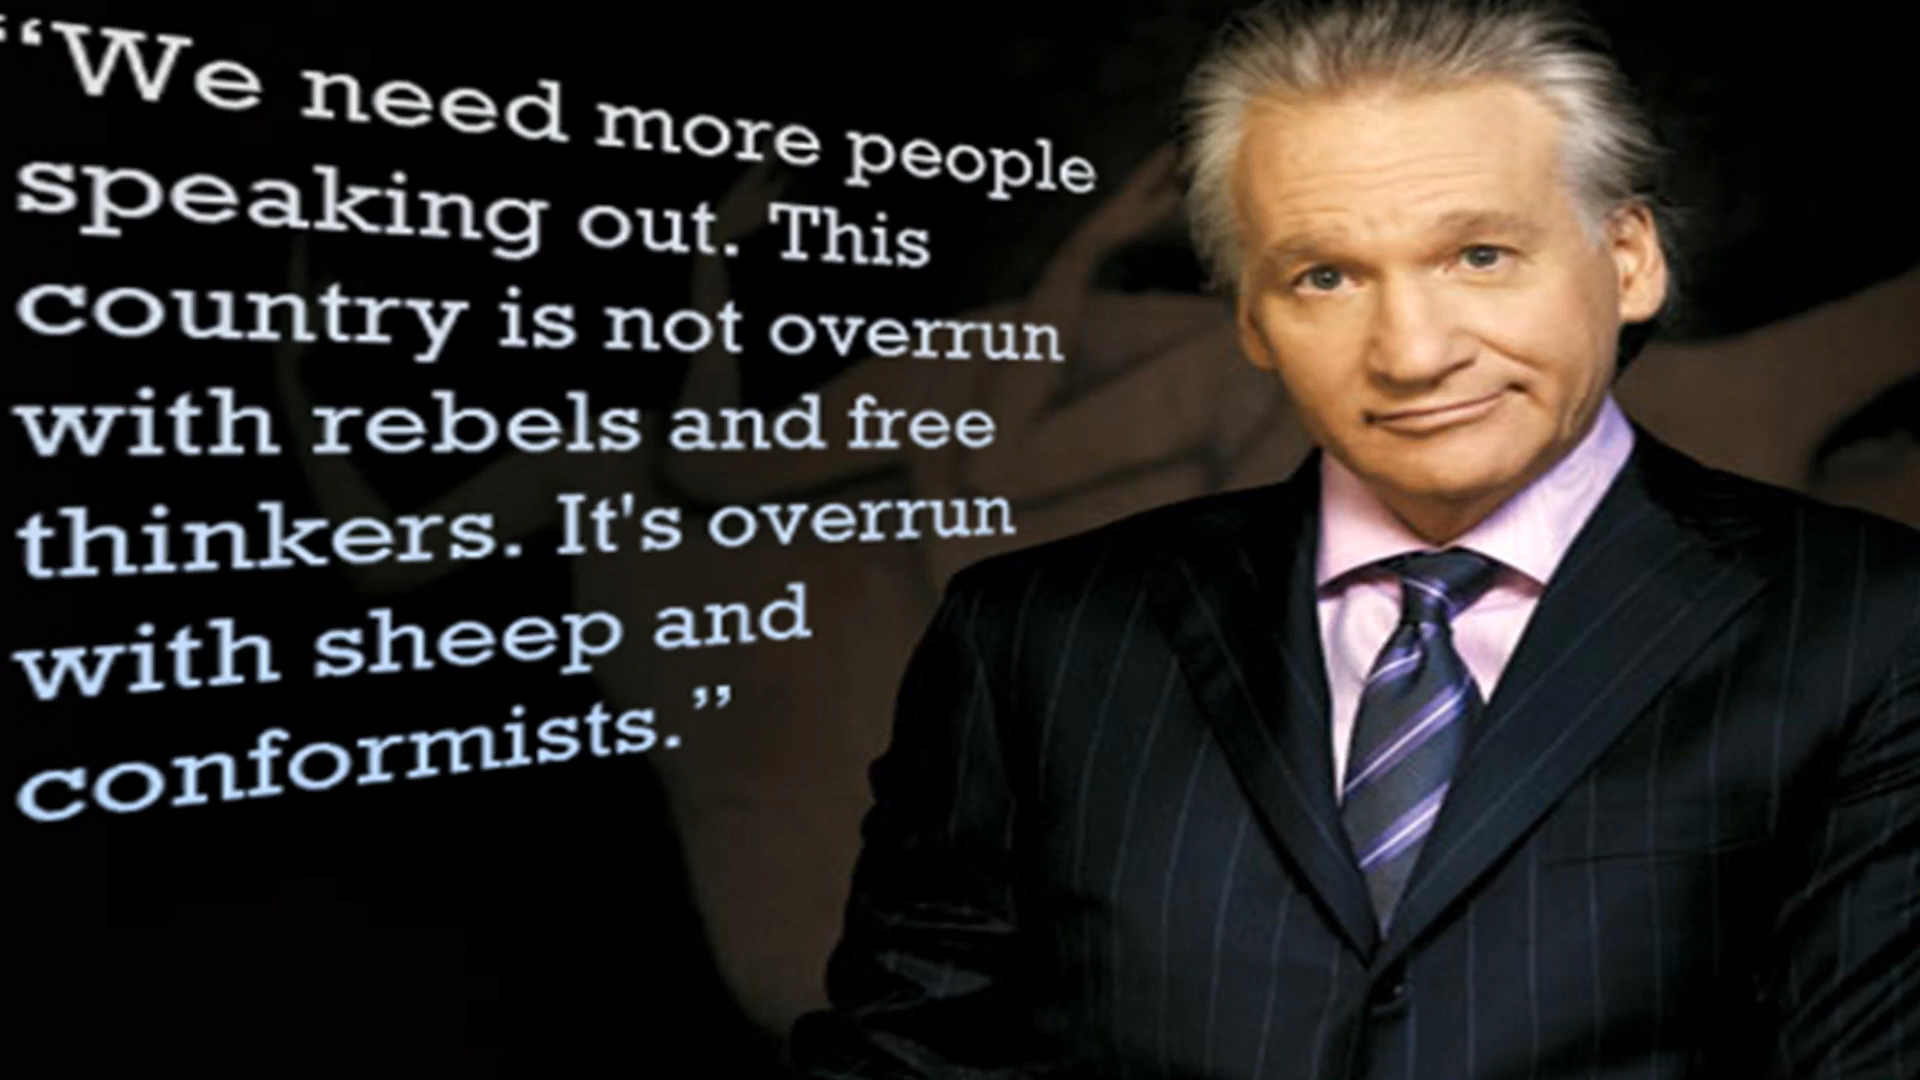 “We need more people
speaking out. This
country is not overrun
with rebels and free
thinkers. It's overrun
with sheep and
conformists.”